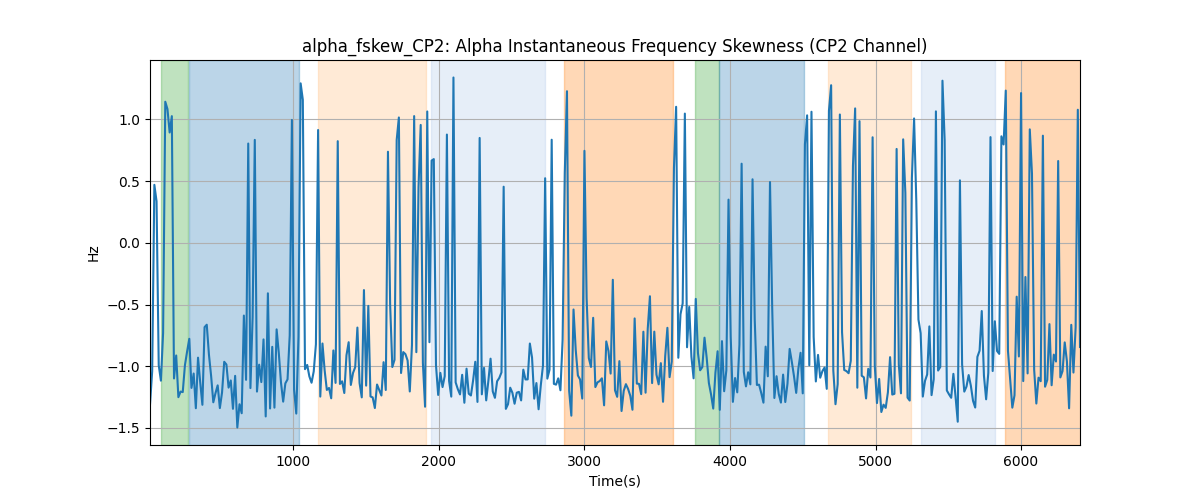 alpha_fskew_CP2: Alpha Instantaneous Frequency Skewness (CP2 Channel)
1.0
0.5
0.0
−0.5
−1.0
−1.5
Hz
1000 2000 3000 4000 5000 6000
Time(s)